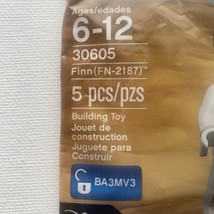 Ages/edades
6-12
30605
Finn(FN-2187)™
5 pcs/pzs
Building Toy
Jouet de
construction
Juguete para
Construir
BA3MV3